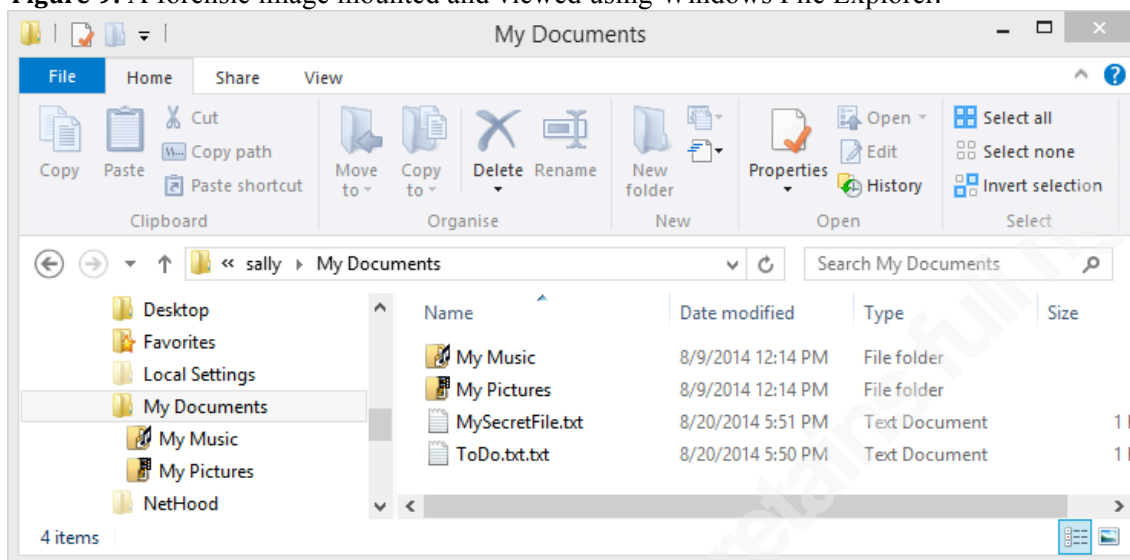 Figure 9. A forensic image mounted and viewed using Windows File Explorer.
My Documents
File Home Share View
Copy
Paste
Cut
Copy path
Paste shortcut
Move to
Copy to
Delete
Rename
New folder
Properties
Open
Edit
History
Select all
Select none
Invert selection
Clipboard Organise New Open Select
« sally My Documents
Search My Documents
Desktop
Favorites
Local Settings
My Documents
My Music
My Pictures
NetHood
Name Date modified Type Size
My Music 8/9/2014 12:14 PM File folder
My Pictures 8/9/2014 12:14 PM File folder
MySecretFile.txt 8/20/2014 5:51 PM Text Document 1
ToDo.txt.txt 8/20/2014 5:50 PM Text Document 1
4 items
retains full